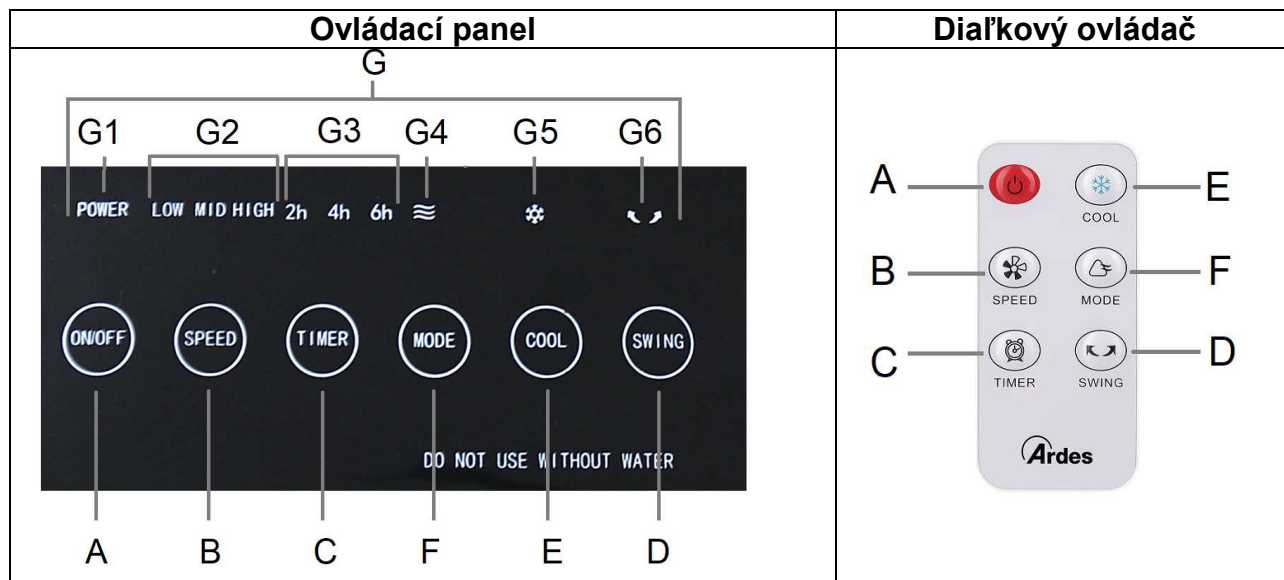 Ovládací panel
Diaľkový ovládač
G
G1 G2 G3 G4 G5 G6
POWER LOW MID HIGH 2h 4h 6h
ON/OFF SPEED TIMER MODE COOL SWING
DO NOT USE WITHOUT WATER
A B C F E D
A E
COOL
B F
SPEED MODE
C D
TIMER SWING
Ardes